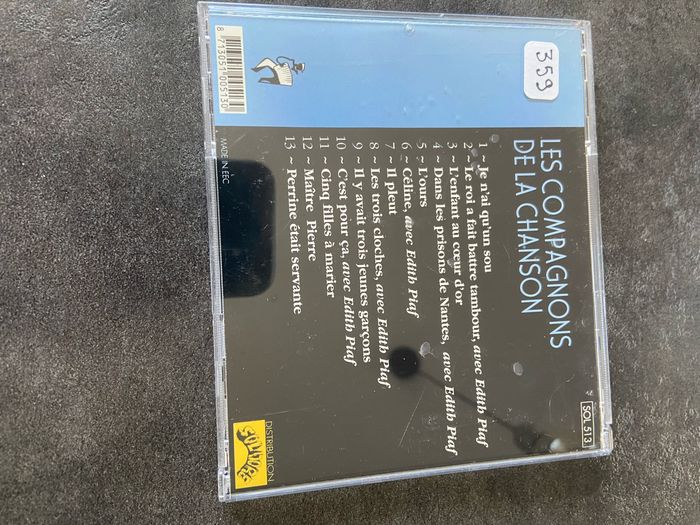 359
LES COMPAGNONS
DE LA CHANSON
1 ~ Je n'ai qu'un sou
2 ~ Le roi a fait battre tambour, avec Edith Piaf
3 ~ L'enfant au cœur d'or
4 ~ Dans les prisons de Nantes, avec Edith Piaf
5 ~ L'ours
6 ~ Céline, avec Edith Piaf
7 ~ Il pleut
8 ~ Les trois cloches, avec Edith Piaf
9 ~ Il y avait trois jeunes garçons
10 ~ C'est pour ça, avec Edith Piaf
11 ~ Cinq filles à marier
12 ~ Maître Pierre
13 ~ Perrine était servante
SOL 513
8 713051 005130
MADE IN EEC
DISTRIBUTION